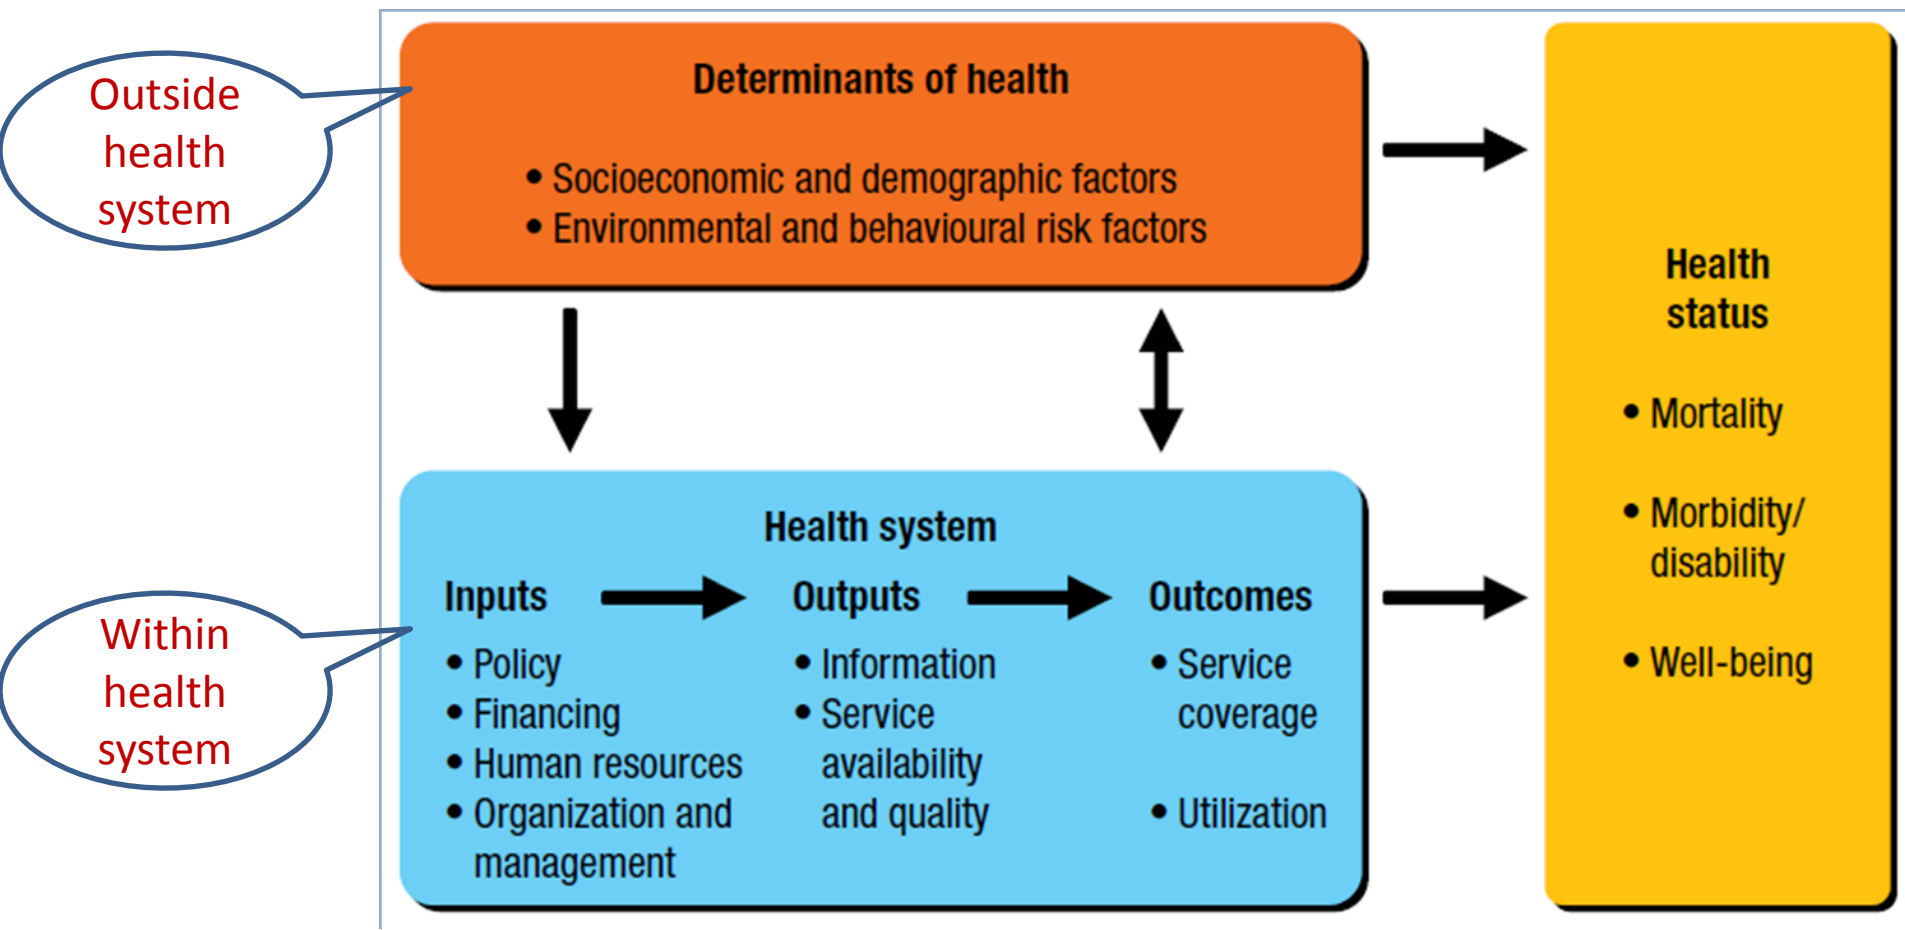 Outside
health
system
Determinants of health
• Socioeconomic and demographic factors
• Environmental and behavioural risk factors
Within
health
system
Health system
Inputs
• Policy
• Financing
• Human resources
• Organization and
management
Outputs
• Information
• Service
availability
and quality
Outcomes
• Service
coverage
• Utilization
Health
status
• Mortality
• Morbidity/
disability
• Well-being